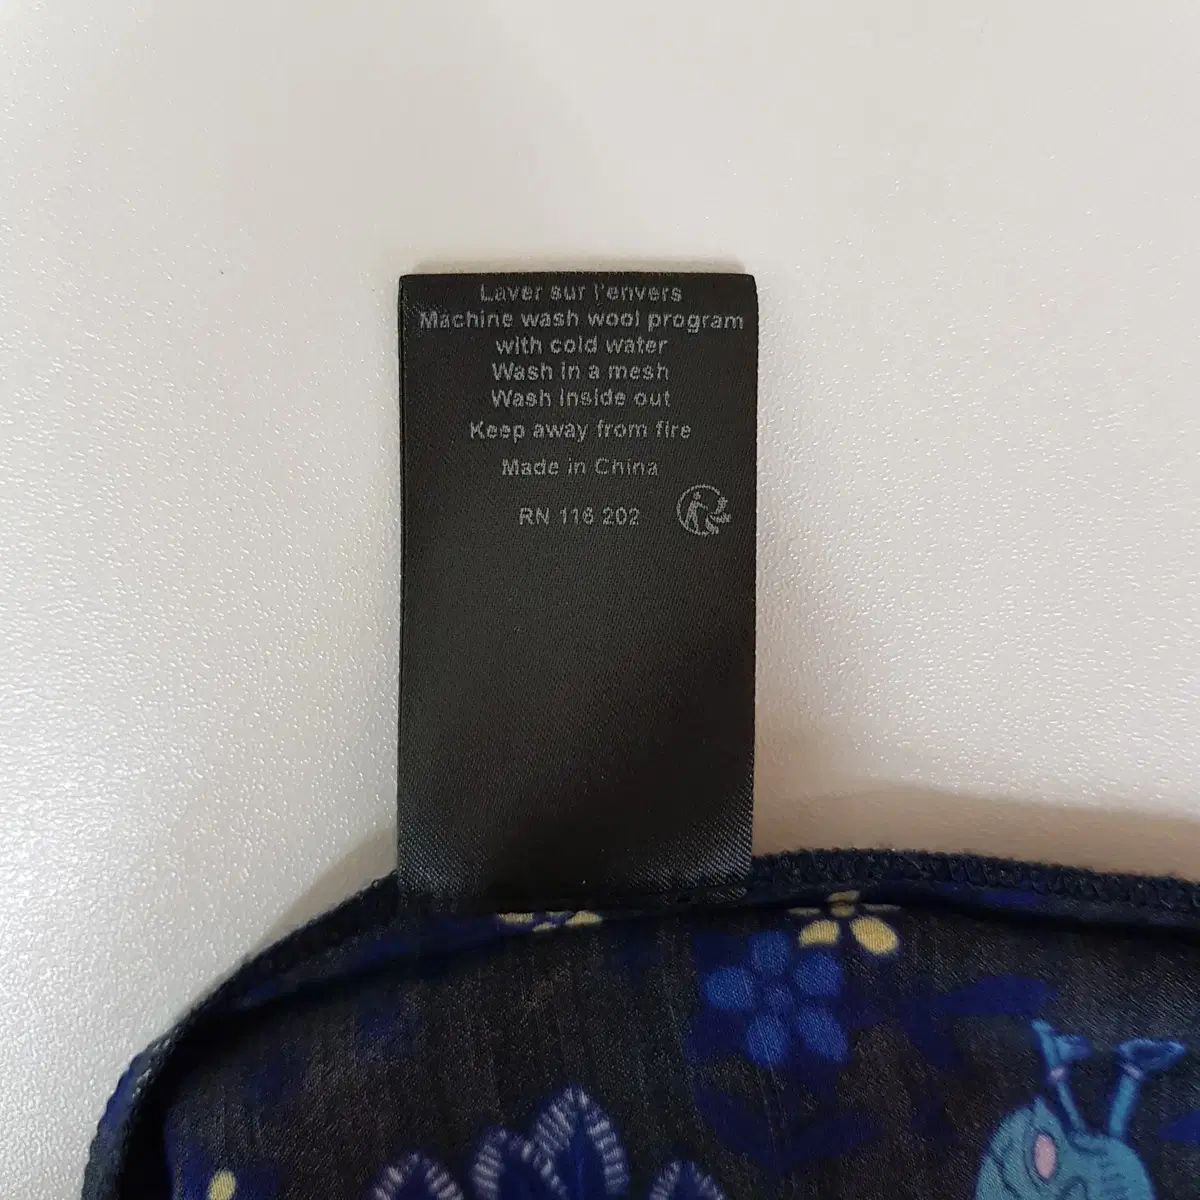 Laver sur l'envers
Machine wash wool program
with cold water
Wash in a mesh
Wash inside out
Keep away from fire
Made in China
RN 116 202